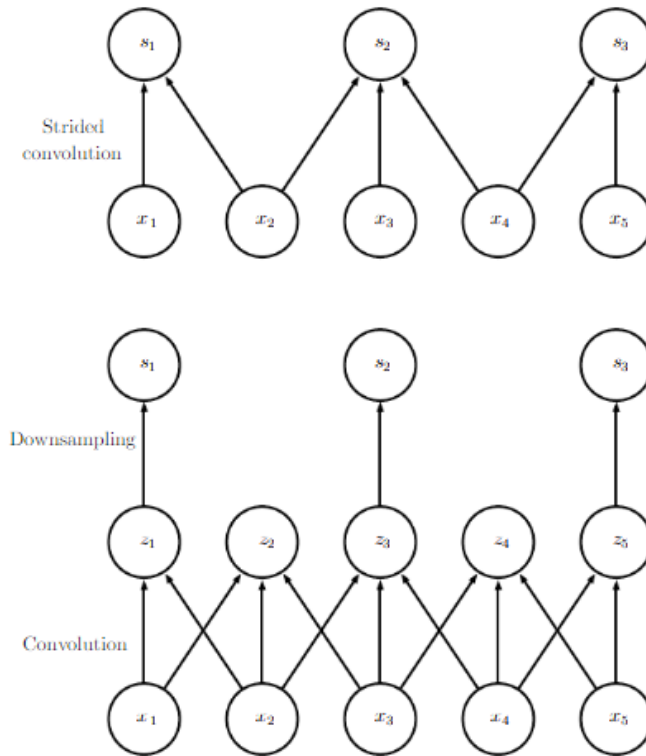 s₁ s₂ s₃
Strided
convolution
x₁ x₂ x₃ x₄ x₅
s₁ s₂ s₃
Downsampling
z₁ z₂ z₃ z₄ z₅
Convolution
x₁ x₂ x₃ x₄ x₅